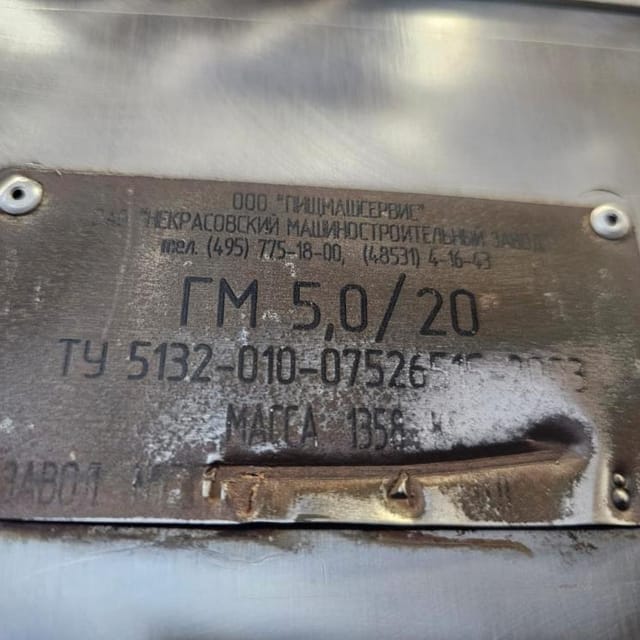 ООО "ПИЩМАШСЕРВИС"
"НЕКРАСОВСКИЙ МАШИНОСТРОИТЕЛЬНЫЙ ЗАВОД"
тел. (495) 775-18-00, (48531) 4-16-43
ГМ 5,0/20
ТУ 5132-010-07526
МАССА 1358